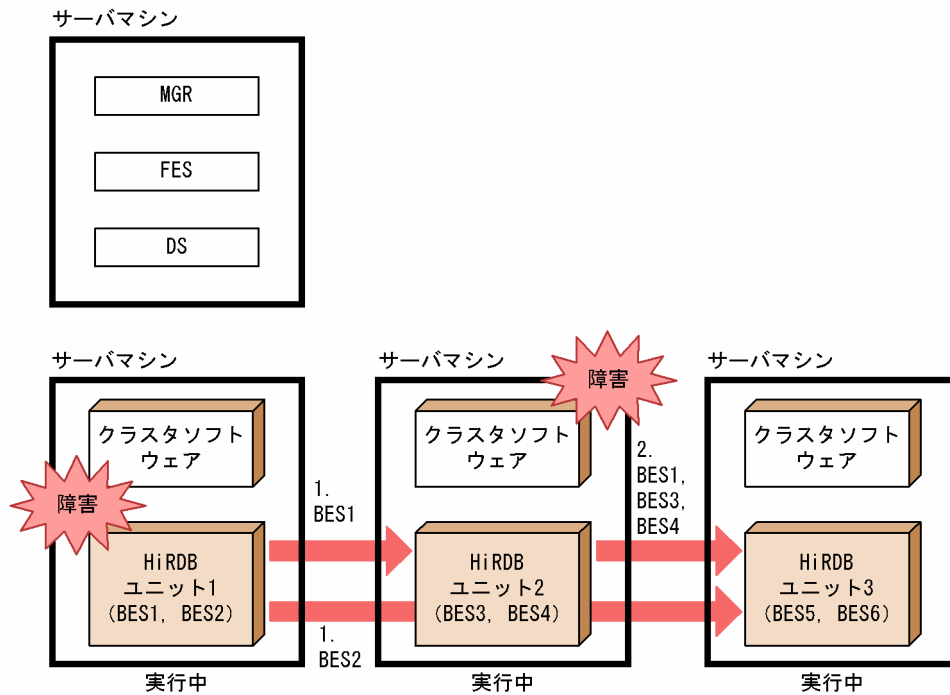 サーバマシン
MGR
FES
DS
サーバマシン
クラスタソフト
ウェア
障害
HiRDB
ユニット1
(BES1, BES2)
実行中
1.
BES1
1.
BES2
サーバマシン
障害
クラスタソフト
ウェア
HiRDB
ユニット2
(BES3, BES4)
2.
BES1,
BES3,
BES4
サーバマシン
クラスタソフト
ウェア
HiRDB
ユニット3
(BES5, BES6)
実行中
実行中